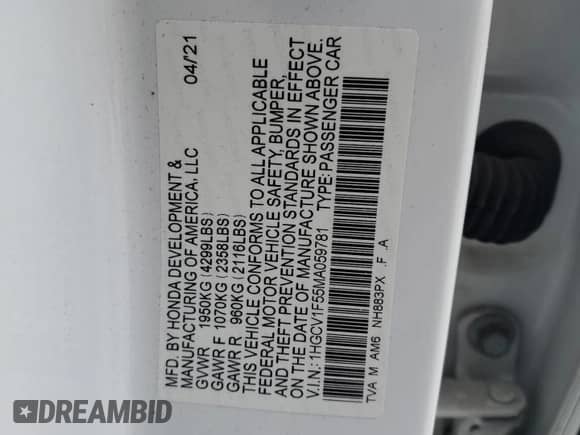 MFD. BY HONDA DEVELOPMENT &
MANUFACTURING OF AMERICA, LLC 04/21
GVWR 1950KG (4299LBS)
GAWR F 1070KG (2358LBS)
GAWR R 960KG (2116LBS)
THIS VEHICLE CONFORMS TO ALL APPLICABLE
FEDERAL MOTOR VEHICLE SAFETY, BUMPER,
AND THEFT PREVENTION STANDARDS IN EFFECT
ON THE DATE OF MANUFACTURE SHOWN ABOVE.
V.I.N.: 1HGCV1F55MA059781 TYPE: PASSENGER CAR
TVA M AM6 NH883PX .F .A
DREAMBID